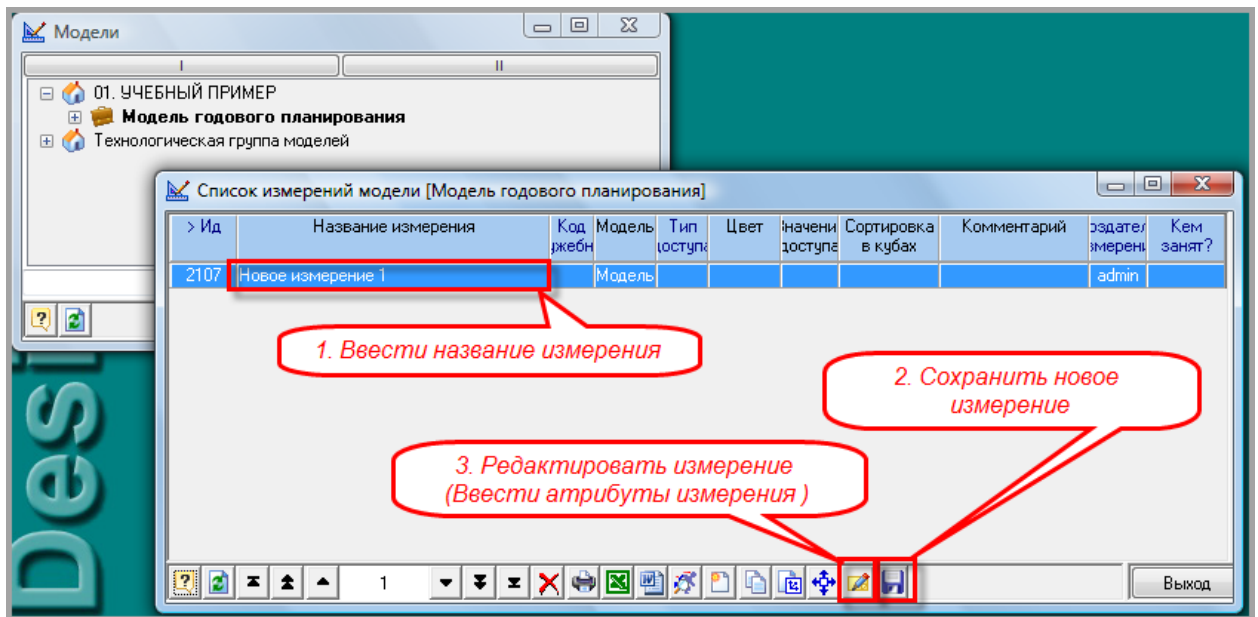 Модели
I II
01. УЧЕБНЫЙ ПРИМЕР
Модель годового планирования
Технологическая группа моделей
Список измерений модели [Модель годового планирования]
> Ид Название измерения Код Модель Тип Цвет Сортировка Комментарий Кем
доступа в кубах занят?
2107 Новое измерение 1 Модель admin
1. Ввести название измерения
2. Сохранить новое
измерение
3. Редактировать измерение
(Ввести атрибуты измерения )
1
Выход
Desi